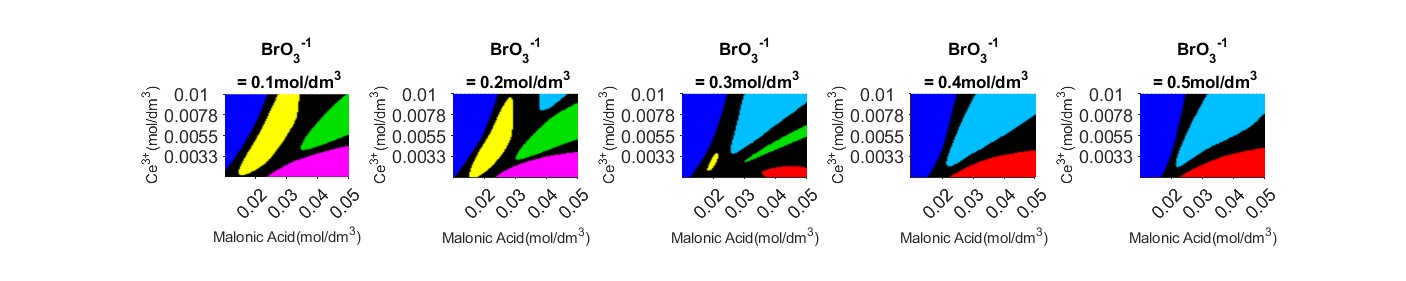 BrO₃⁻¹
= 0.1mol/dm³
Ce³⁺(mol/dm³)
0.01
0.0078
0.0055
0.0033
0.02
0.03
0.04
0.05
Malonic Acid(mol/dm³)
BrO₃⁻¹
= 0.2mol/dm³
Ce³⁺(mol/dm³)
0.01
0.0078
0.0055
0.0033
0.02
0.03
0.04
0.05
Malonic Acid(mol/dm³)
BrO₃⁻¹
= 0.3mol/dm³
Ce³⁺(mol/dm³)
0.01
0.0078
0.0055
0.0033
0.02
0.03
0.04
0.05
Malonic Acid(mol/dm³)
BrO₃⁻¹
= 0.4mol/dm³
Ce³⁺(mol/dm³)
0.01
0.0078
0.0055
0.0033
0.02
0.03
0.04
0.05
Malonic Acid(mol/dm³)
BrO₃⁻¹
= 0.5mol/dm³
Ce³⁺(mol/dm³)
0.01
0.0078
0.0055
0.0033
0.02
0.03
0.04
0.05
Malonic Acid(mol/dm³)